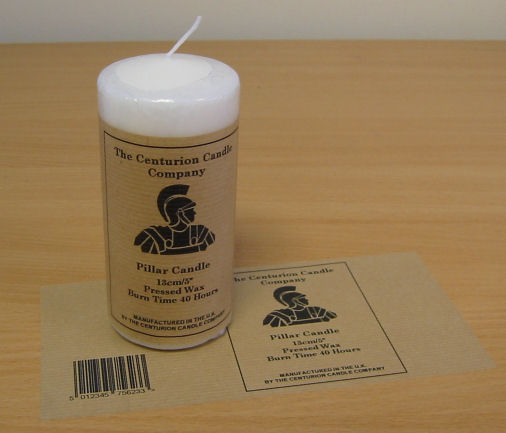 The Centurion Candle
Company
Pillar Candle
13cm/5"
Pressed Wax
Burn Time 40 Hours
MANUFACTURED IN THE U.K.
BY THE CENTURION CANDLE COMPANY
The Centurion Candle
Company
Pillar Candle
13cm/5"
Pressed Wax
Burn Time 40 Hours
MANUFACTURED IN THE U.K.
BY THE CENTURION CANDLE COMPANY
5 012345 756233 >